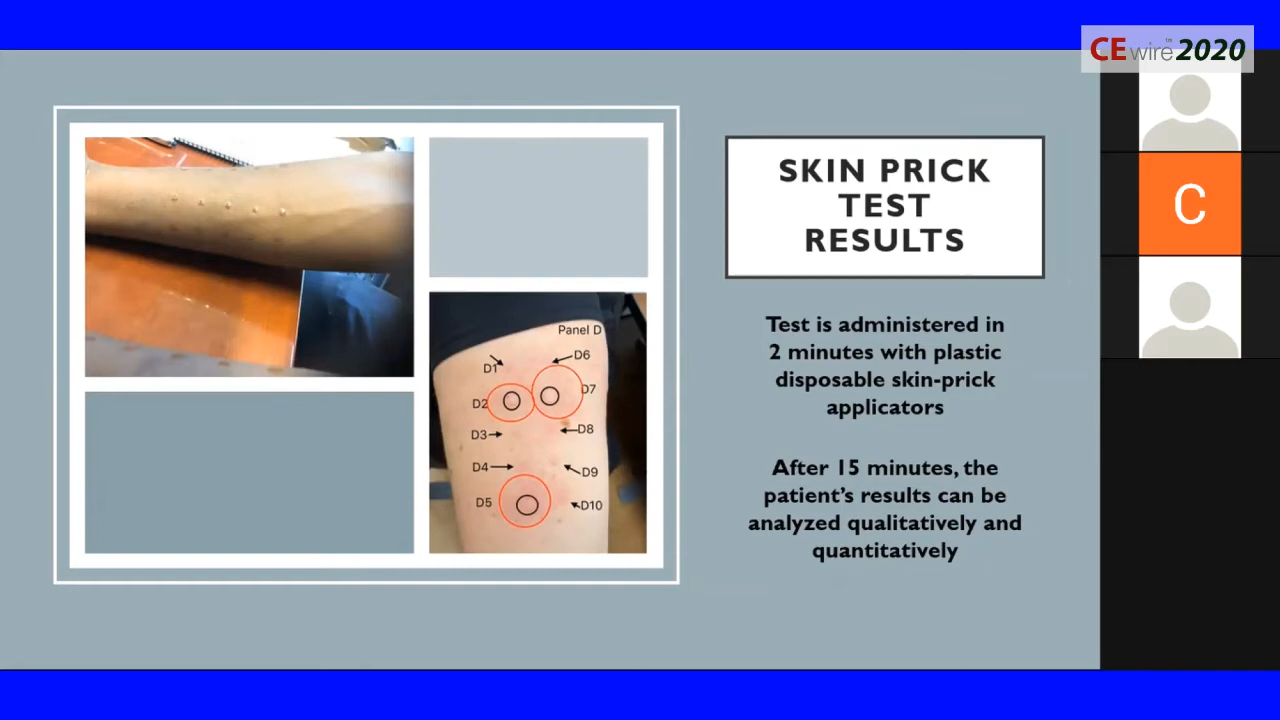 CEwire™2020
SKIN PRICK
TEST
RESULTS
Test is administered in
2 minutes with plastic
disposable skin-prick
applicators
After 15 minutes, the
patient's results can be
analyzed qualitatively and
quantitatively
Panel D
D1
D6
D2
D7
D3
D8
D4
D9
D5
D10
C